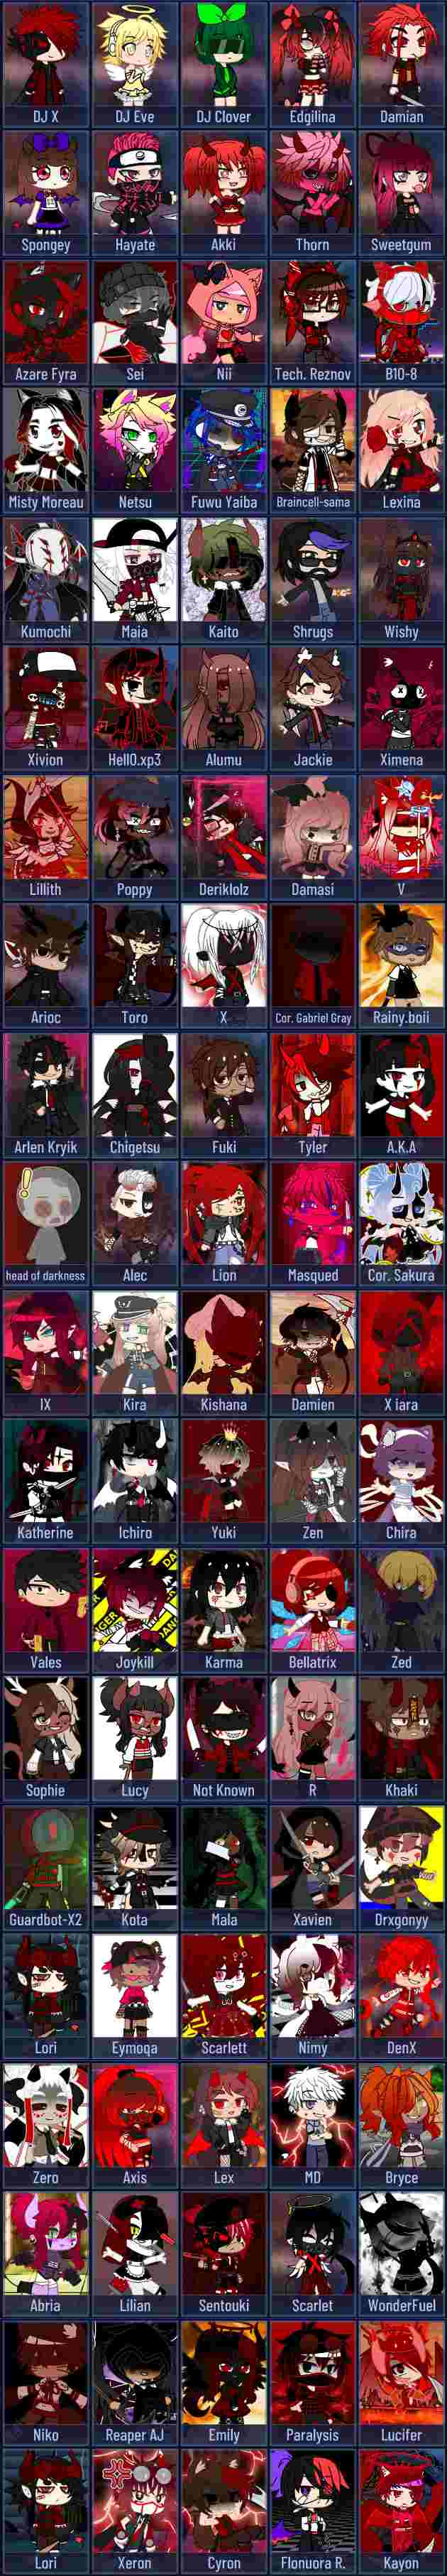 DJ X DJ Eve DJ Clover Edgilina Damian
Spongey Hayate Akki Thorn Sweetgum
Azare Fyra Sei Nii Tech. Reznov B10-8
Misty Moreau Netsu Fuwu Yaiba Braincell-sama Lexina
Kumochi Maia Kaito Shrugs Wishy
Xivion Hell0.xp3 Alumu Jackie Ximena
Lillith Poppy Deriklolz Damasi V
Arioc Toro X Cor. Gabriel Gray Rainy.boii
Arlen Kryik Chigetsu Fuki Tyler A.K.A
head of darkness Alec Lion Masqued Cor. Sakura
IX Kira Kishana Damien X iara
Katherine Ichiro Yuki Zen Chira
Vales Joykill Karma Bellatrix Zed
Sophie Lucy Not Known R Khaki
Guardbot-X2 Kota Mala Xavien Drxgonyy
Lori Eymoqa Scarlett Nimy DenX
Zero Axis Lex MD Bryce
Abria Lilian Sentouki Scarlet WonderFuel
Niko Reaper AJ Emily Paralysis Lucifer
Lori Xeron Cyron Flonuora R. Kayon